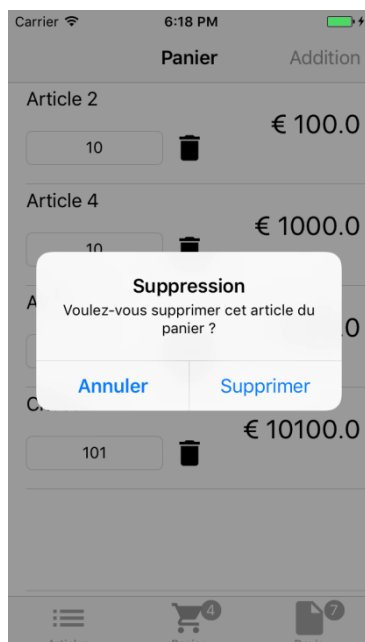 Carrier 6:18 PM
Panier Addition
Article 2
€ 100.0
10
Article 4
€ 1000.0
10
Suppression
Voulez-vous supprimer cet article du
panier ?
Annuler Supprimer
€ 10100.0
101
4 7